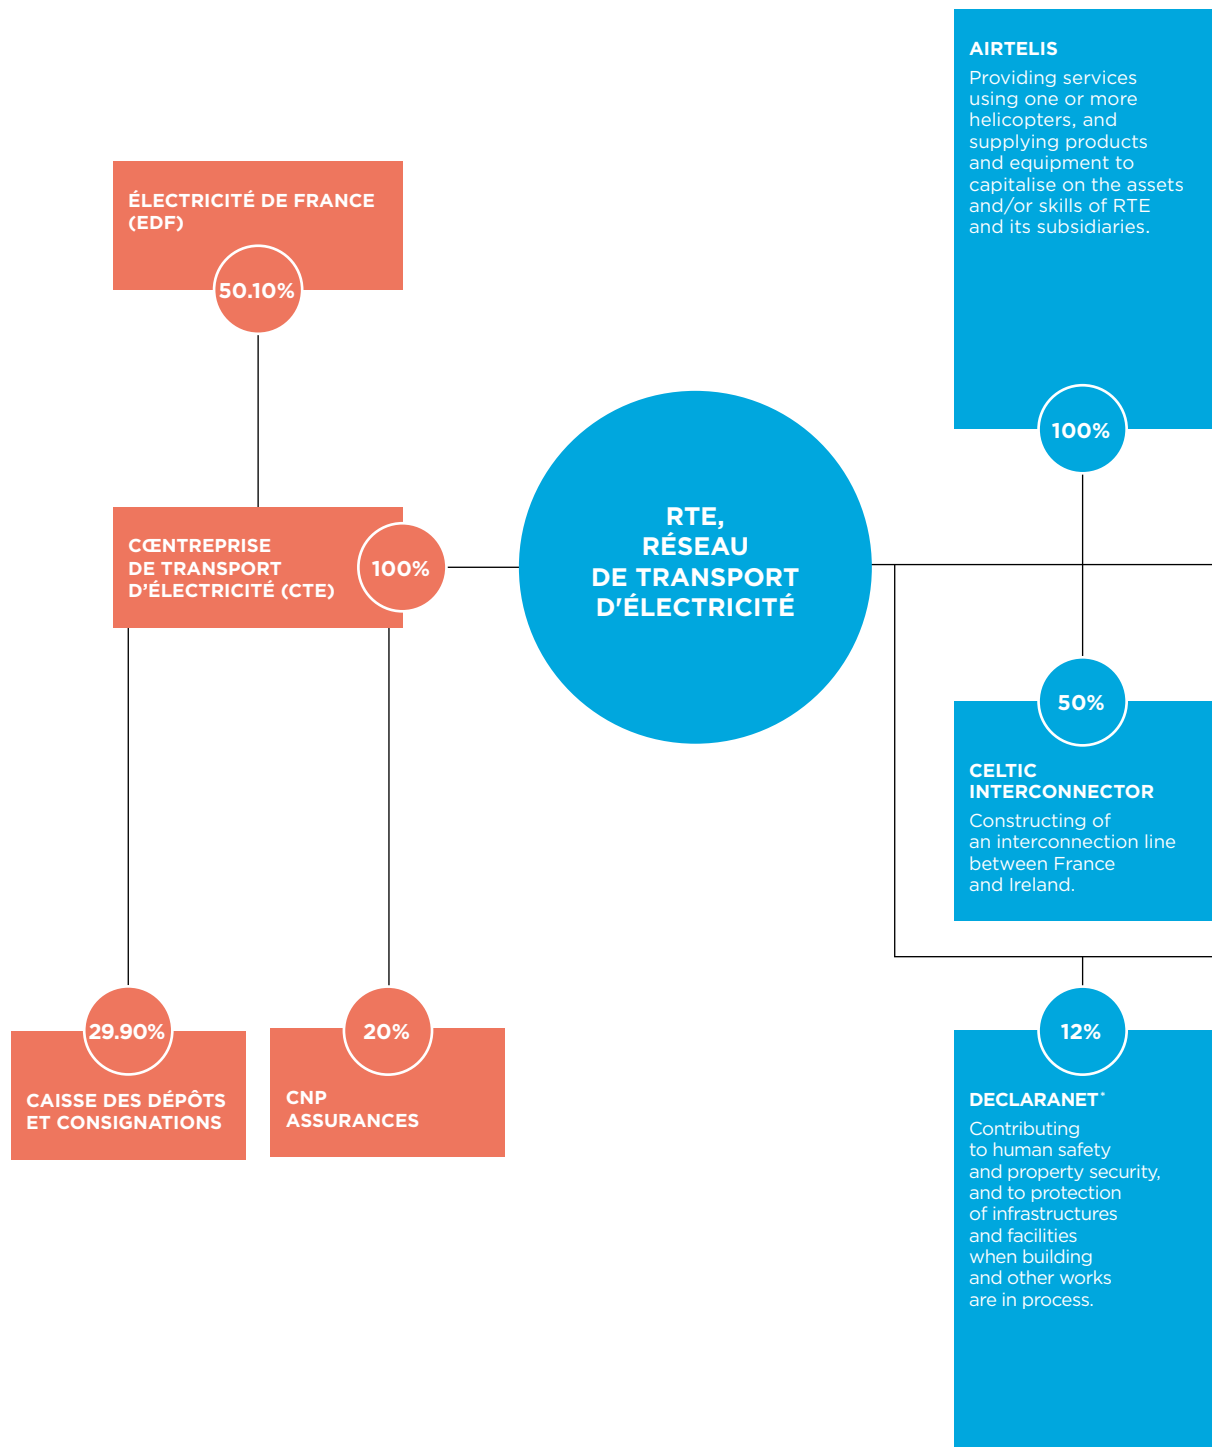 ÉLECTRICITÉ DE FRANCE
(EDF)
50.10%
CŒNTREPRISE
DE TRANSPORT
D’ÉLECTRICITÉ (CTE)
100%
29.90%
CAISSE DES DÉPÔTS
ET CONSIGNATIONS
20%
CNP
ASSURANCES
RTE,
RÉSEAU
DE TRANSPORT
D'ÉLECTRICITÉ
AIRTELIS
Providing services
using one or more
helicopters, and
supplying products
and equipment to
capitalise on the assets
and/or skills of RTE
and its subsidiaries.
100%
50%
CELTIC
INTERCONNECTOR
Constructing of
an interconnection line
between France
and Ireland.
12%
DECLARANET*
Contributing
to human safety
and property security,
and to protection
of infrastructures
and facilities
when building
and other works
are in process.